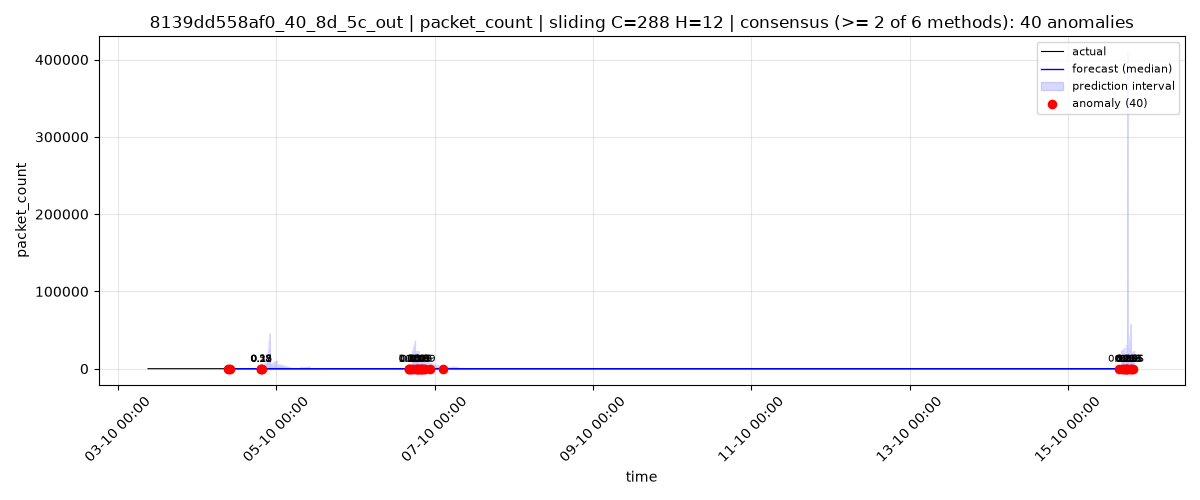 8139dd558af0_40_8d_5c_out | packet_count | sliding C=288 H=12 | consensus (>= 2 of 6 methods): 40 anomalies
actual
forecast (median)
prediction interval
anomaly (40)
packet_count
400000
300000
200000
100000
0
03-10 00:00
05-10 00:00
07-10 00:00
09-10 00:00
11-10 00:00
13-10 00:00
15-10 00:00
time